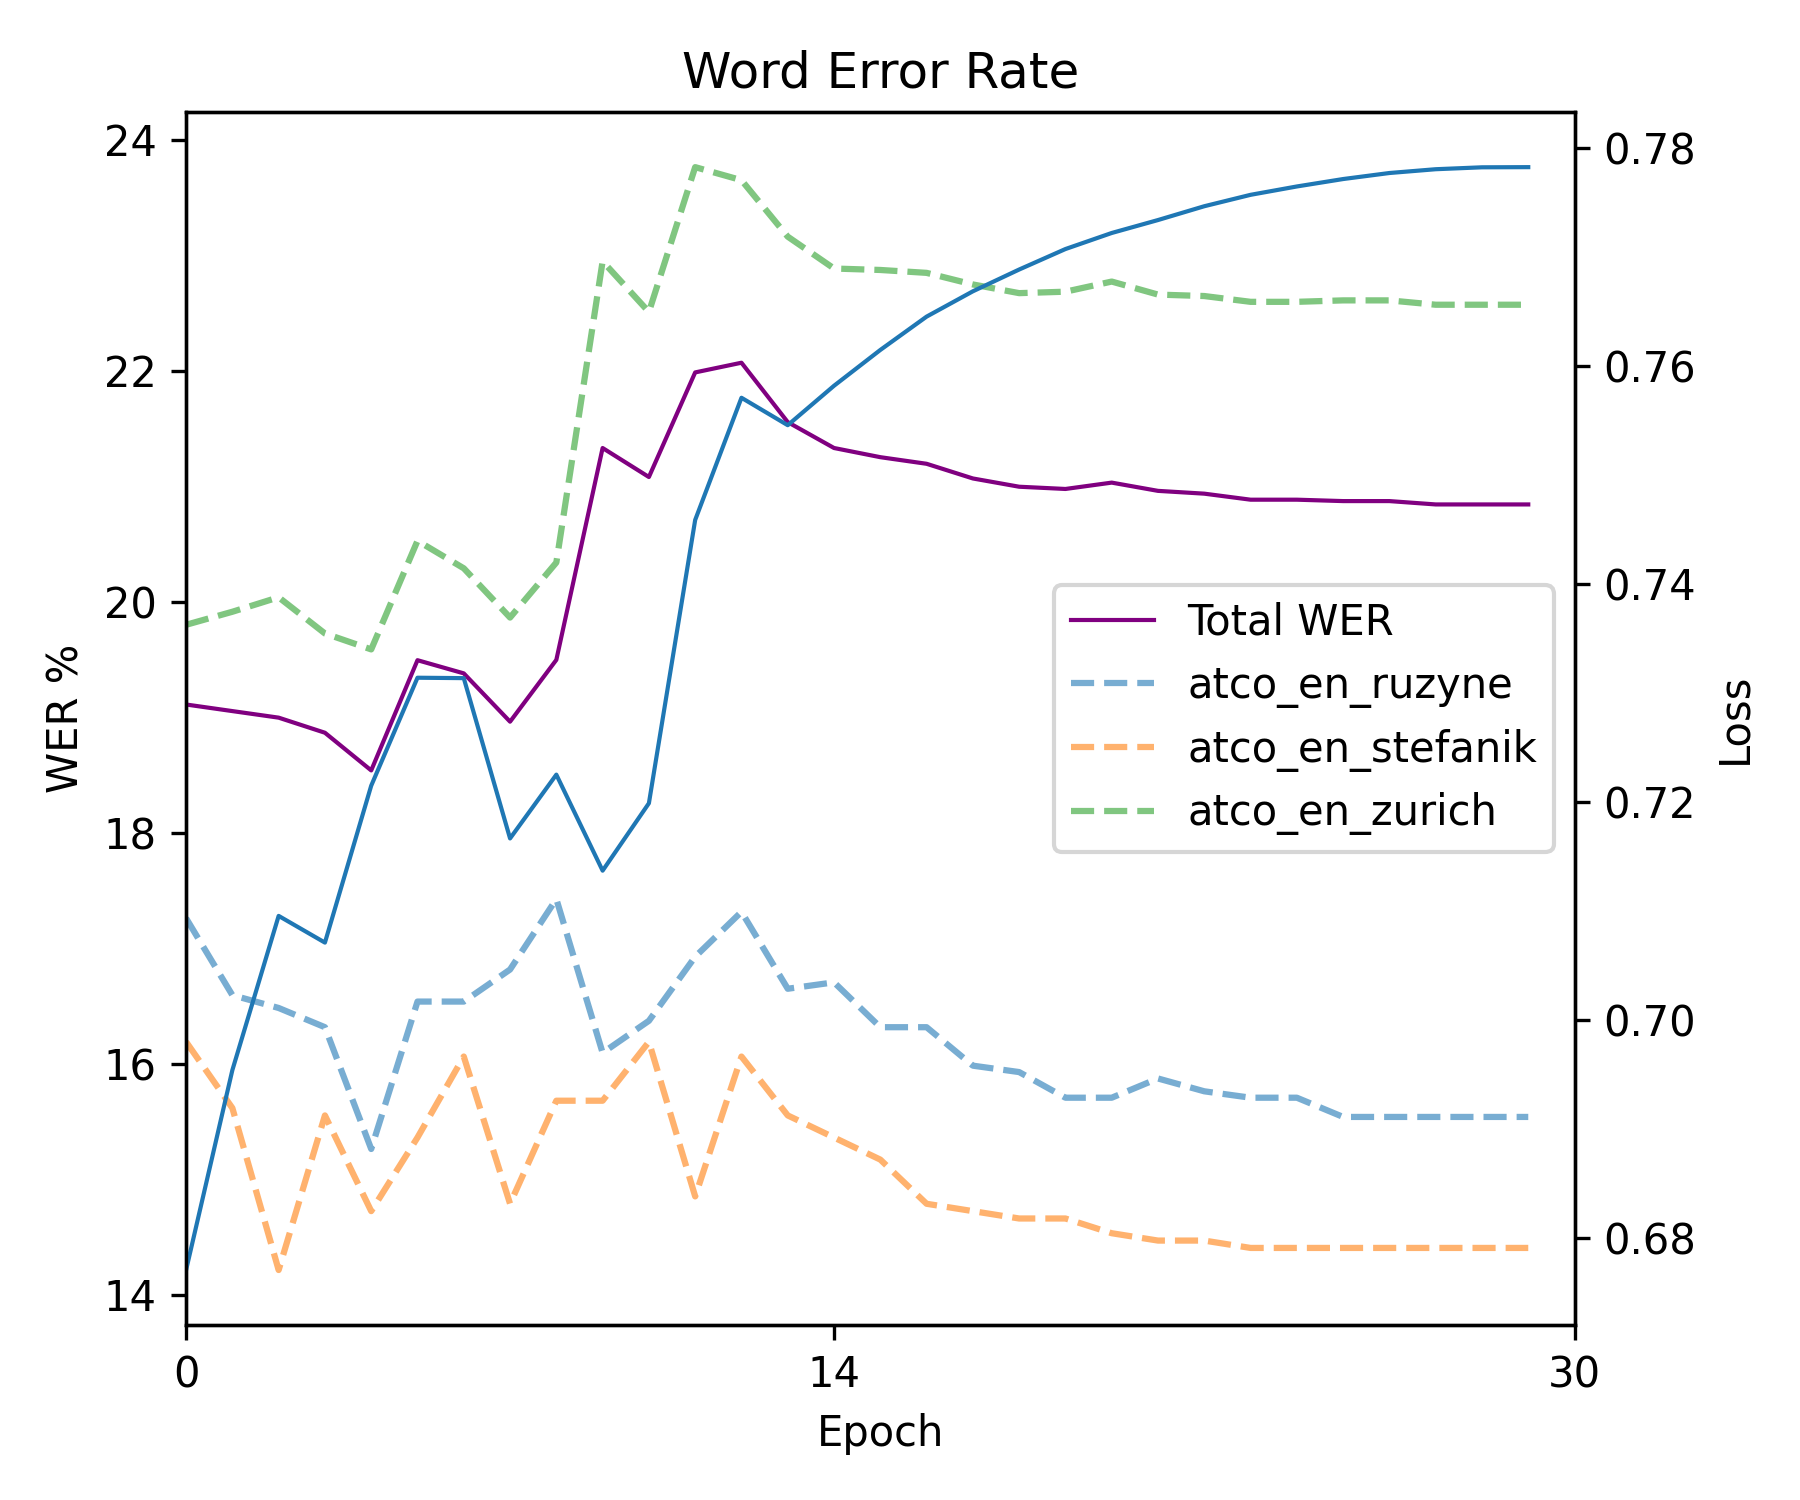 Word Error Rate
24
22
20
18
16
14
WER %
0.78
0.76
0.74
0.72
0.70
0.68
Loss
Total WER
atco_en_ruzyne
atco_en_stefanik
atco_en_zurich
0
14
30
Epoch